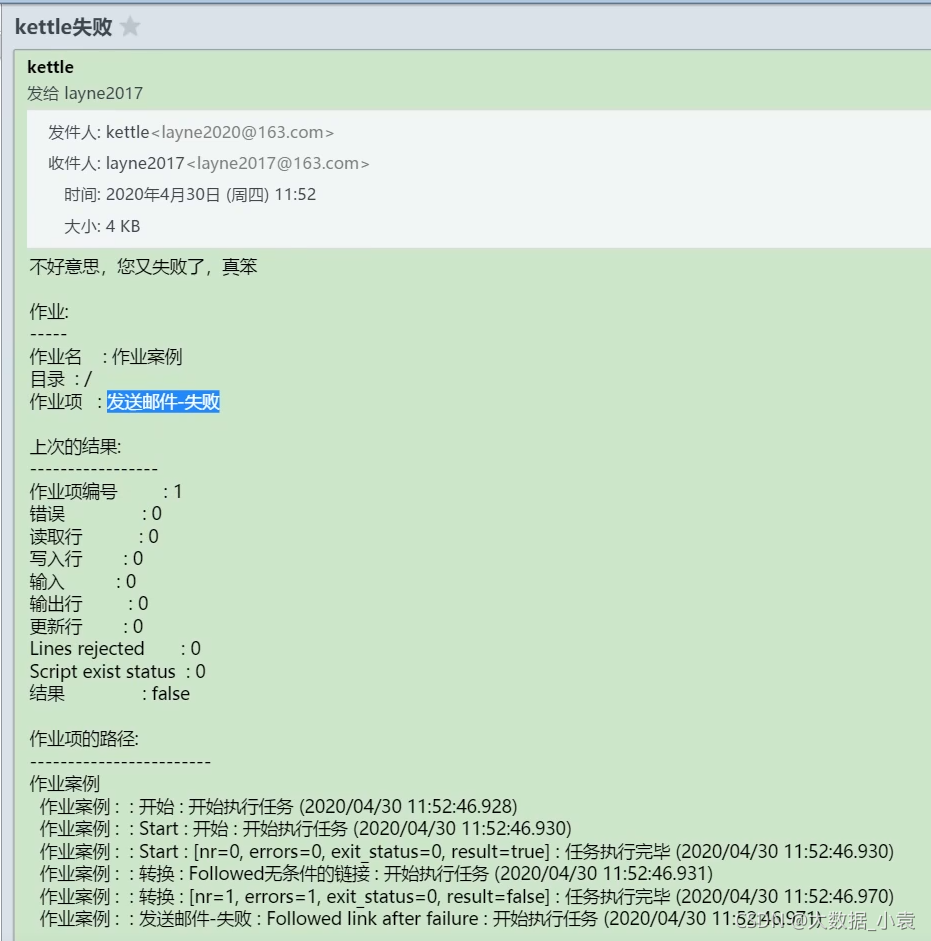 kettle失败
kettle
发给 layne2017
发件人: kettle<layne2020@163.com>
收件人: layne2017<layne2017@163.com>
时间: 2020年4月30日 (周四) 11:52
大小: 4 KB
不好意思，您又失败了，真笨
作业:
-----
作业名 : 作业案例
目录 : /
作业项 : 发送邮件-失败
上次的结果:
-----------------
作业项编号 : 1
错误 : 0
读取行 : 0
写入行 : 0
输入 : 0
输出行 : 0
更新行 : 0
Lines rejected : 0
Script exist status : 0
结果 : false
作业项的路径:
------------------------
作业案例
作业案例 : : 开始 : 开始执行任务 (2020/04/30 11:52:46.928)
作业案例 : : Start : 开始 : 开始执行任务 (2020/04/30 11:52:46.930)
作业案例 : : Start : [nr=0, errors=0, exit_status=0, result=true] : 任务执行完毕 (2020/04/30 11:52:46.930)
作业案例 : : 转换 : Followed无条件的链接 : 开始执行任务 (2020/04/30 11:52:46.931)
作业案例 : : 转换 : [nr=1, errors=1, exit_status=0, result=false] : 任务执行完毕 (2020/04/30 11:52:46.970)
作业案例 : : 发送邮件-失败 : Followed link after failure : 开始执行任务 (2020/04/30 11:52:46.971)
CSDN @大数据_小袁